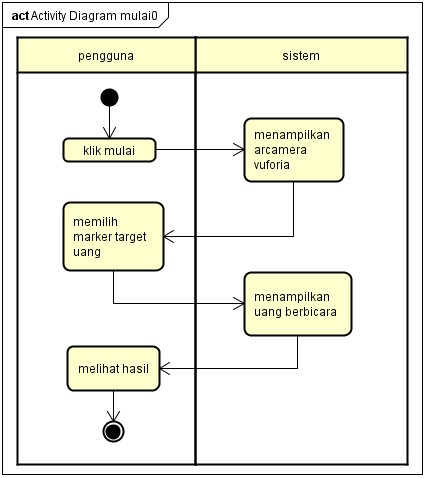 act Activity Diagram mulai0
pengguna
sistem
klik mulai
menampilkan
arcamera
vuforia
memilih
marker target
uang
menampilkan
uang berbicara
melihat hasil